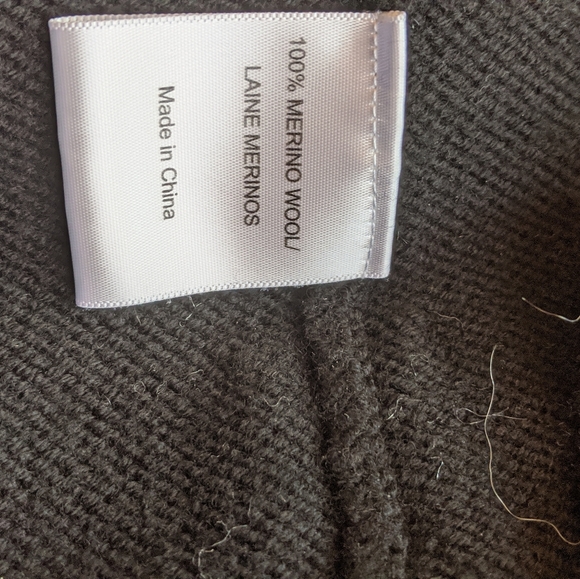 100% MERINO WOOL/
LAINE MERINOS
Made in China